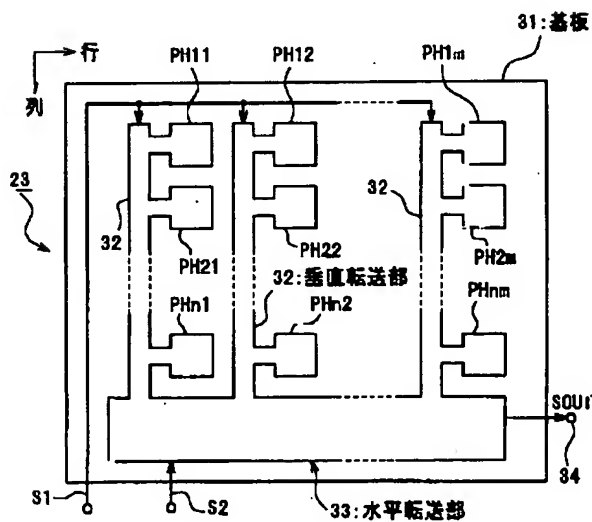 31:基板
行
PH11
PH12
PH1m
列
23
32
32
PH21
PH22
PH2m
32:垂直転送部
PHn1
PHn2
PHnm
SOUT
34
S1
S2
33:水平転送部